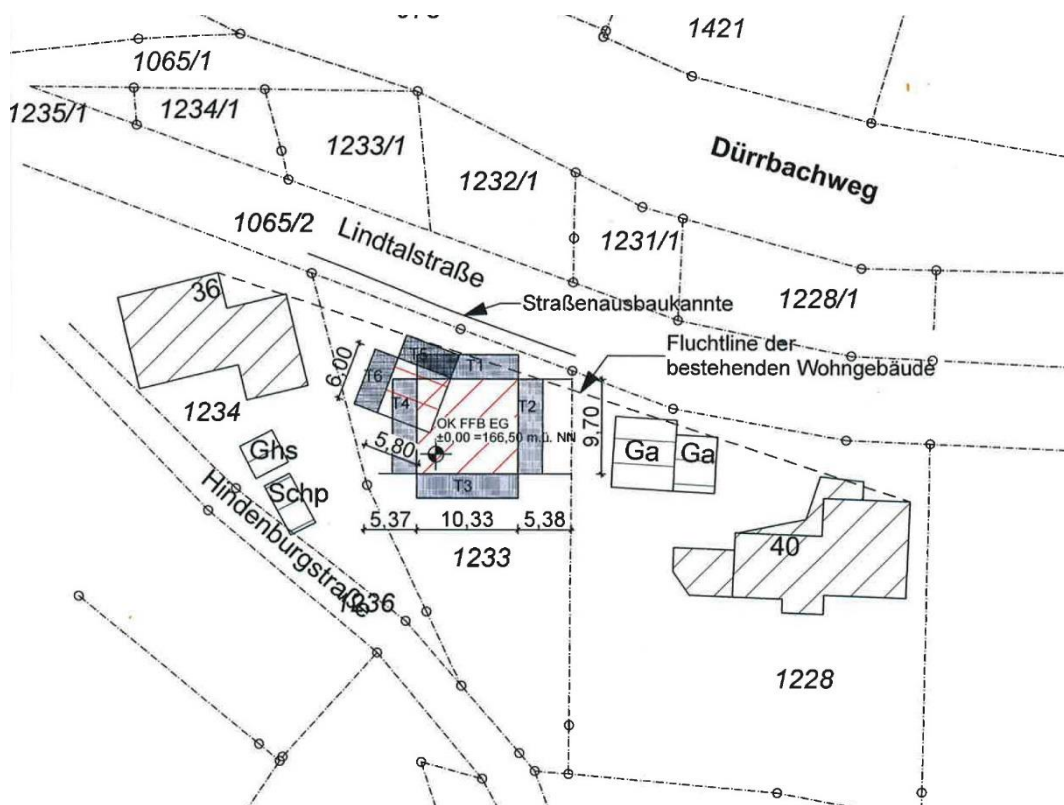 1421
1065/1
1235/1
1234/1
1233/1
Dürrbachweg
1232/1
1065/2
Lindtalstraße
1231/1
36
Straßenausbaukannte
1228/1
Fluchtline der
bestehenden Wohngebäude
T5
T1
T6
6,00
T4
T2
1234
OK FFB EG
±0,00 =166,50 m.ü. NN
9,70
5,80
Ghs
Ga
Ga
Schp
T3
Hindenburgstraße
5,37
10,33
5,38
1233
40
1228